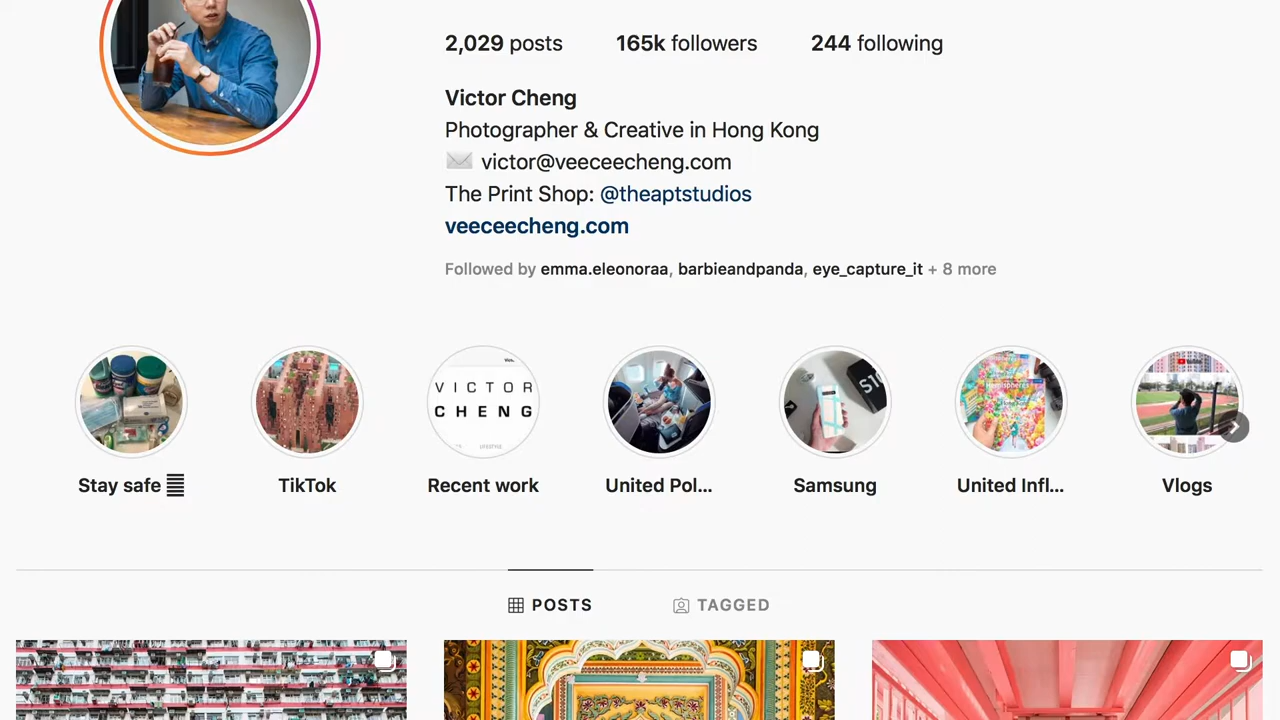 2,029 posts 165k followers 244 following
Victor Cheng
Photographer & Creative in Hong Kong
victor@veeceecheng.com
The Print Shop: @theaptstudios
veeceecheng.com
Followed by emma.eleonoraa, barbieandpanda, eye_capture_it + 8 more
VICTOR
CHENG
LIFESTYLE
Hemispheres
Stay safe TikTok Recent work United Pol... Samsung United Infl... Vlogs
POSTS TAGGED